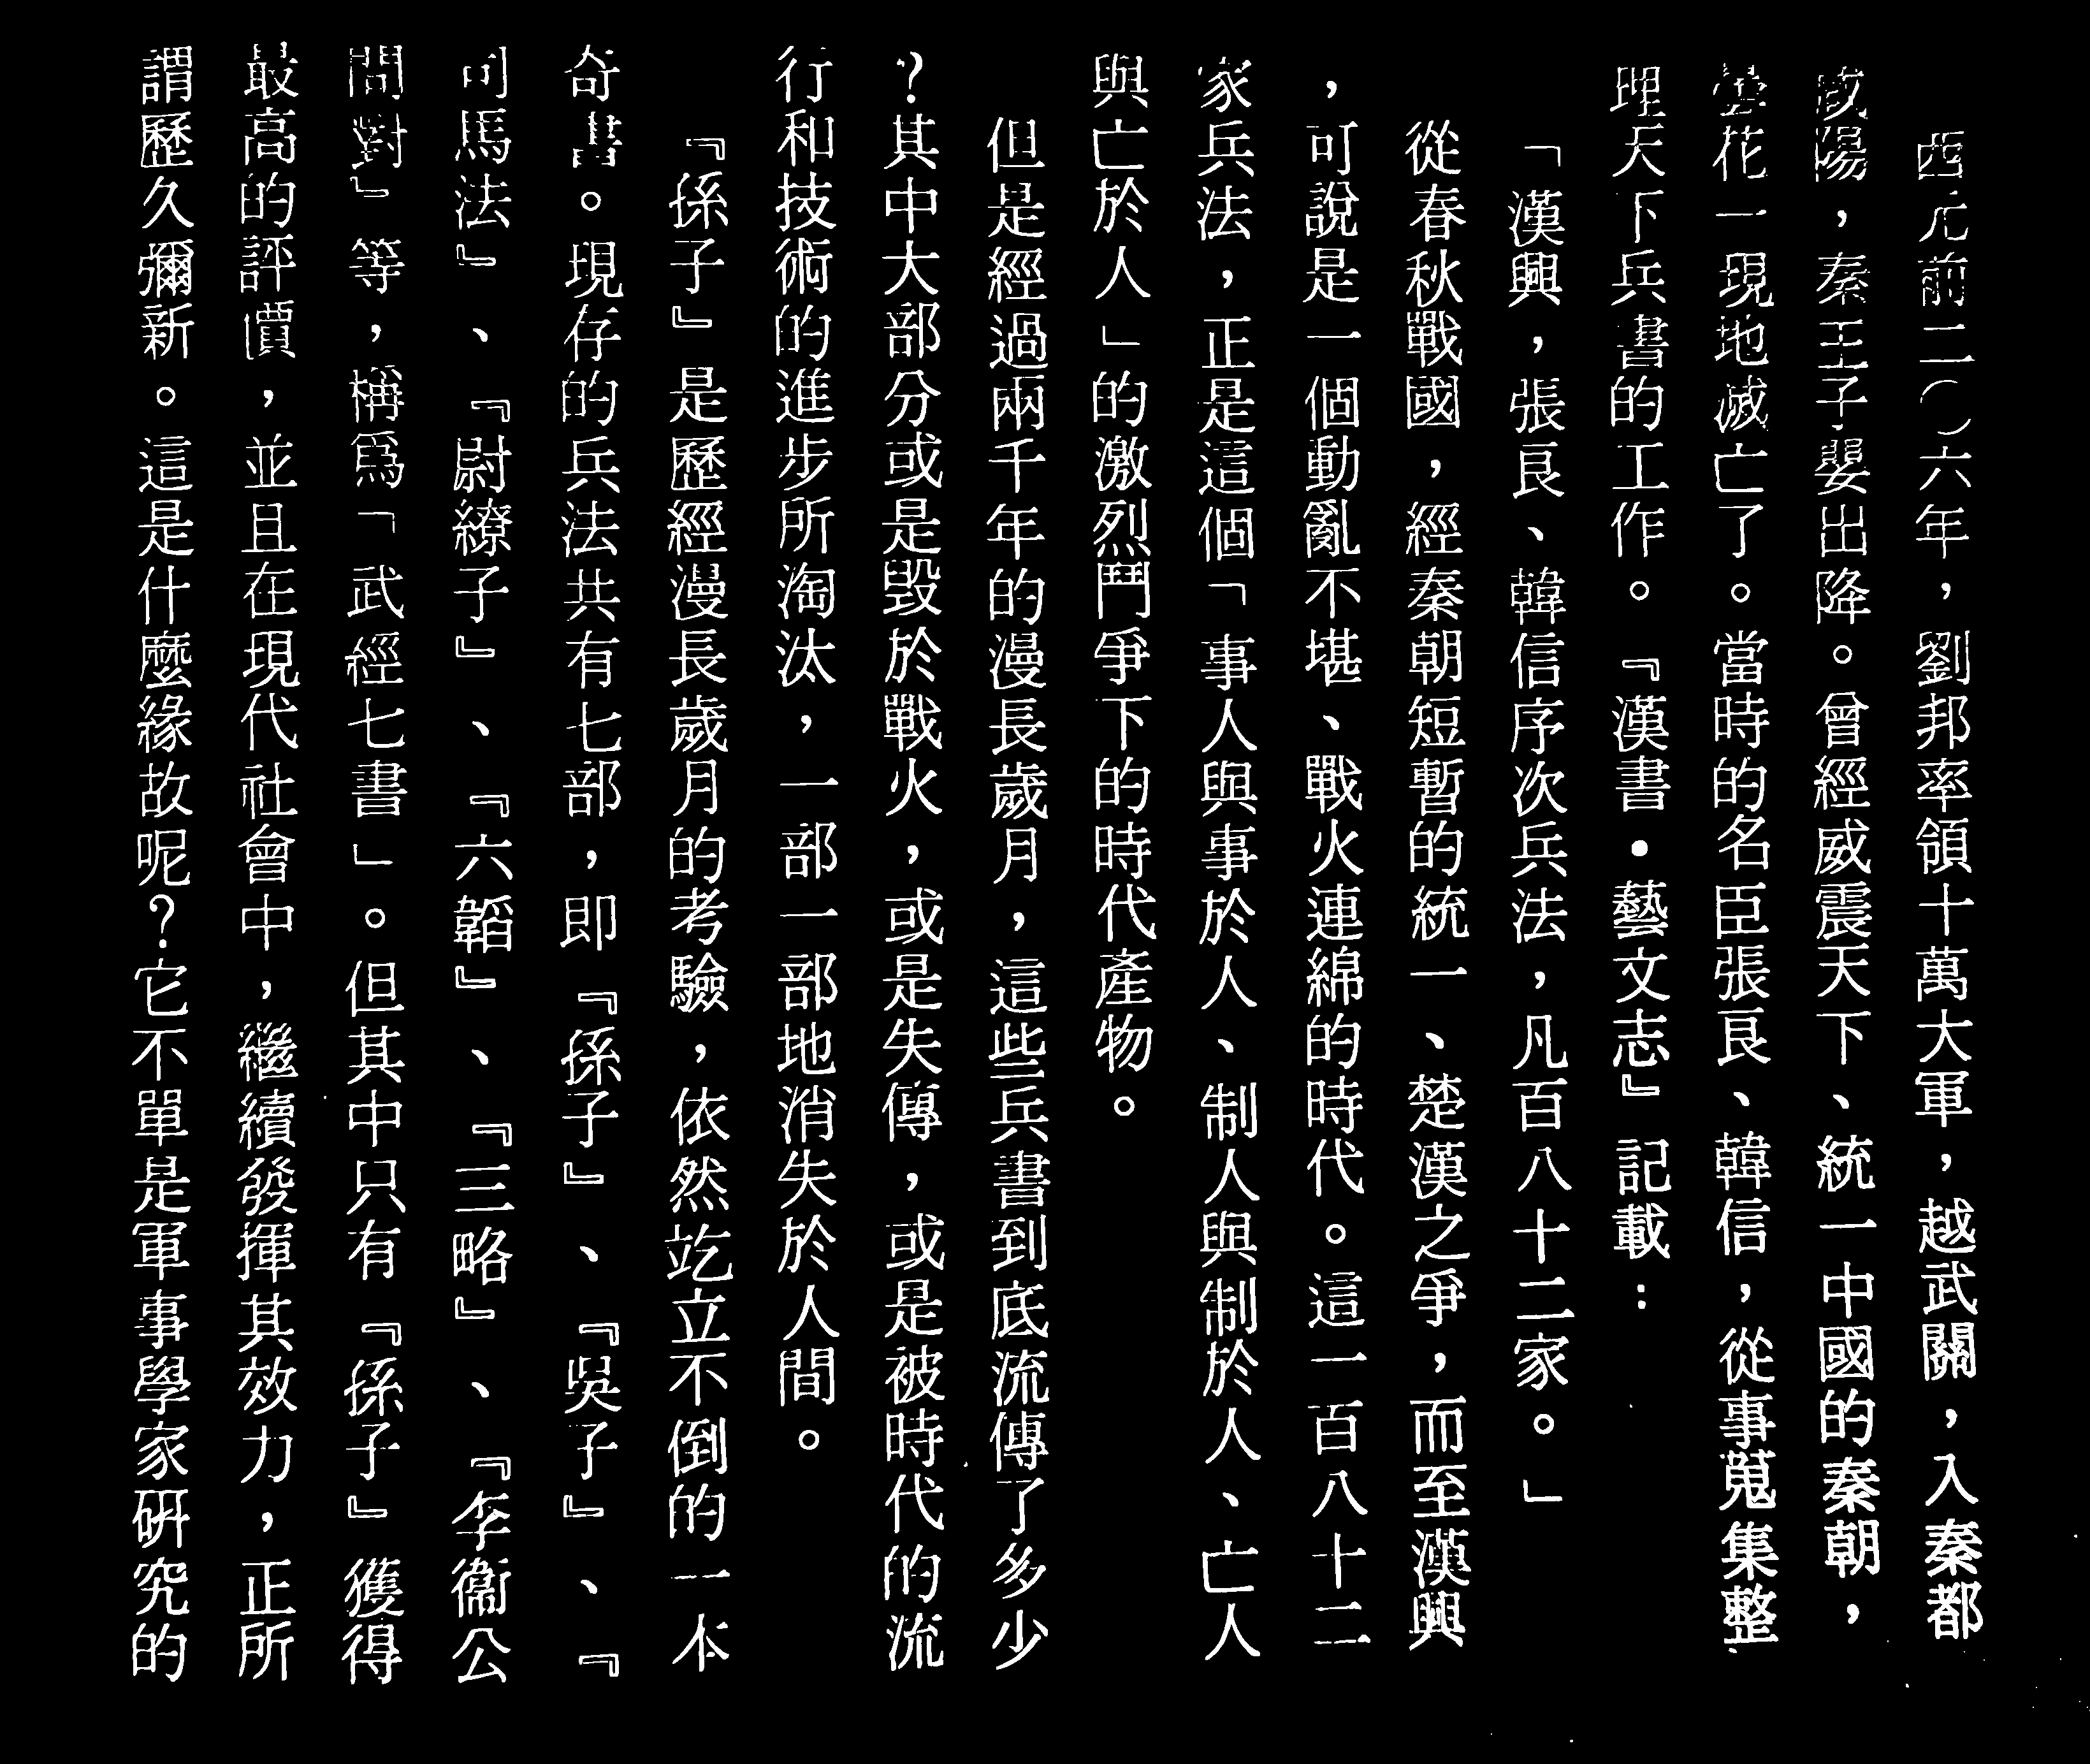 西元前二〇六年，劉邦率領十萬大軍，越武關，入秦都
咸陽，秦王子嬰出降。曾經威震天下、統一中國的秦朝，
曇花一現地滅亡了。當時的名臣張良、韓信，從事蒐集整
理天下兵書的工作。『漢書•藝文志』記載：
「漢興，張良、韓信序次兵法，凡百八十二家。」
從春秋戰國，經秦朝短暫的統一、楚漢之爭，而至漢興
，可說是一個動亂不堪、戰火連綿的時代。這一百八十二
家兵法，正是這個「事人與事於人、制人與制於人、亡人
與亡於人」的激烈鬥爭下的時代產物。
但是經過兩千年的漫長歲月，這些兵書到底流傳了多少
？其中大部分或是毀於戰火，或是失傳，或是被時代的流
行和技術的進步所淘汰，一部一部地消失於人間。
『孫子』是歷經漫長歲月的考驗，依然屹立不倒的一本
奇書。現存的兵法共有七部，即『孫子』、『吳子』、『
司馬法』、『尉繚子』、『六韜』、『三略』、『李衞公
問對』等，稱爲「武經七書」。但其中只有『孫子』獲得
最高的評價，並且在現代社會中，繼續發揮其效力，正所
謂歷久彌新。這是什麼緣故呢？它不單是軍事學家研究的